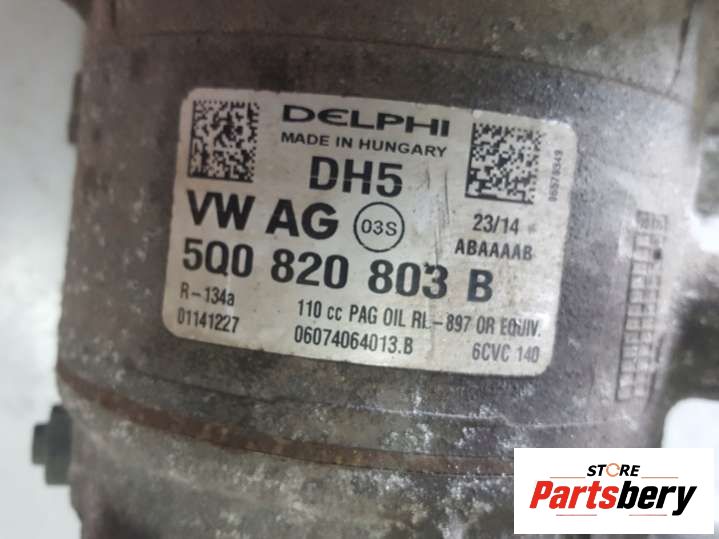 DELPHI
MADE IN HUNGARY
DH5
VW AG 03S
23/14
ABAAAAB
5Q0 820 803 B
R-134a
110 cc PAG OIL RL-897 OR EQUIV.
01141227
06074064013.B
6CVC 140
STORE
Partsbery